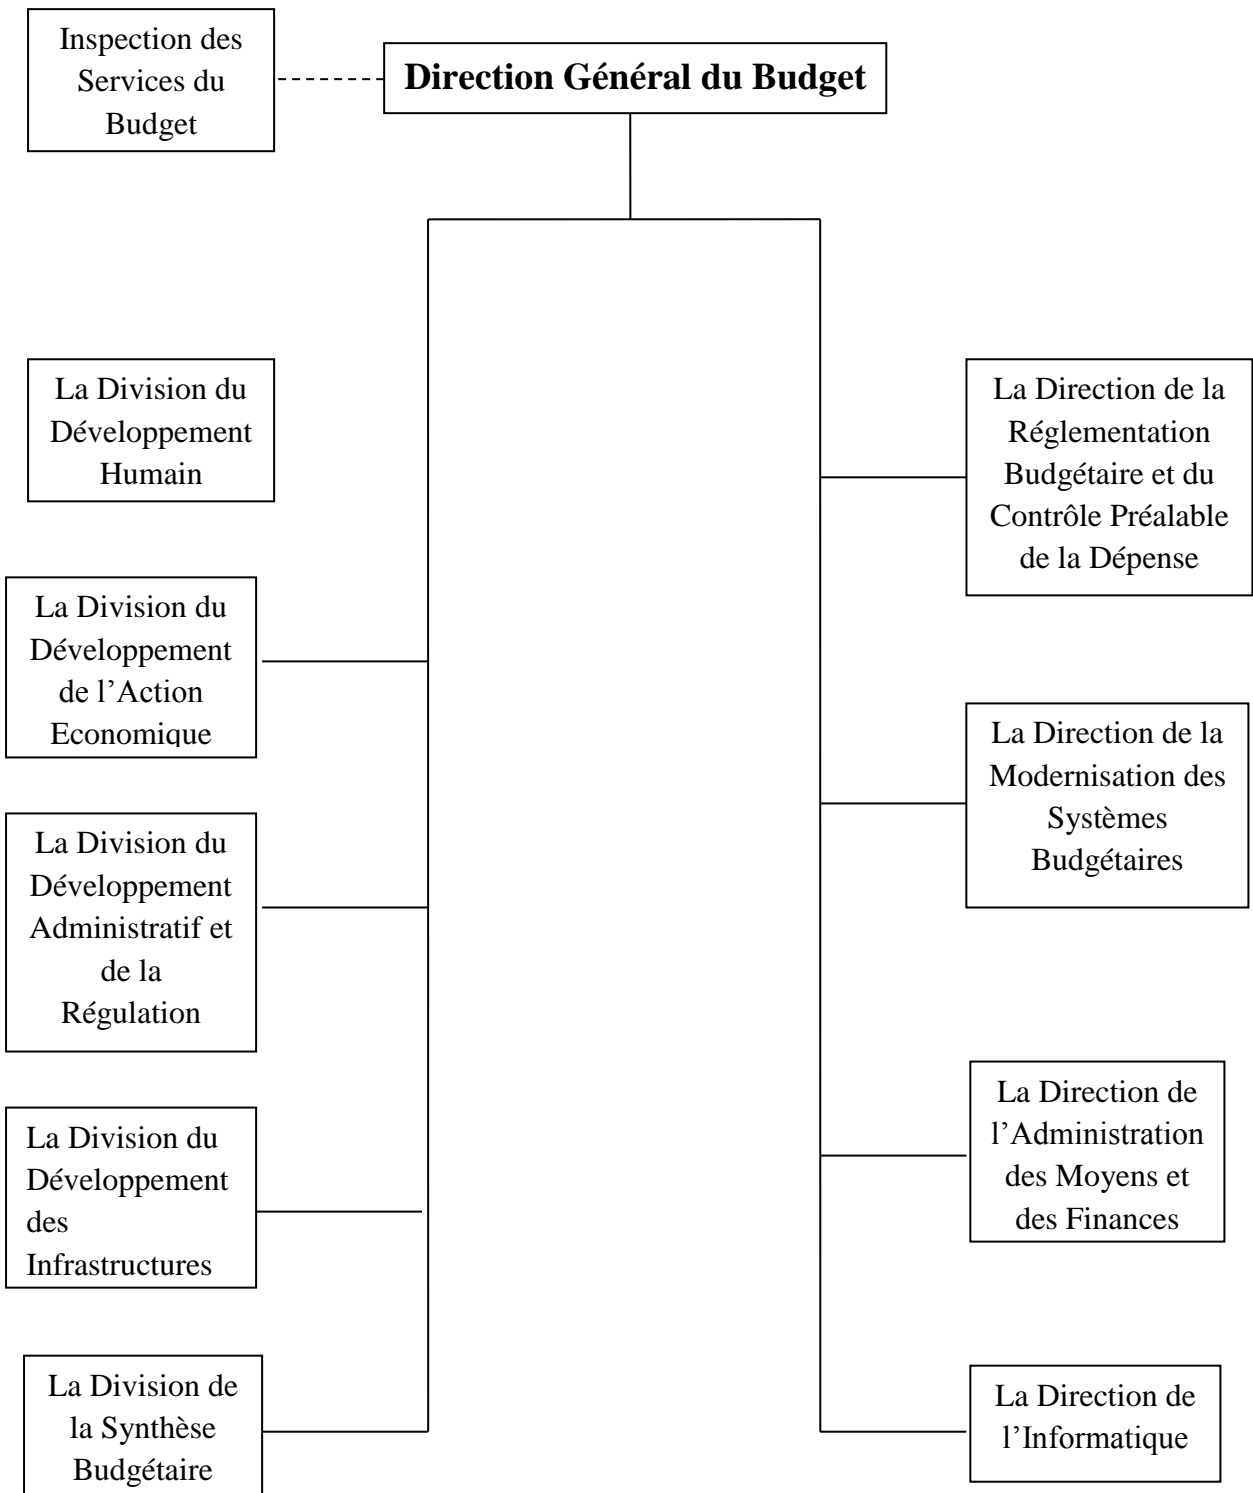 Inspection des
Services du
Budget
Direction Général du Budget
La Division du
Développement
Humain
La Division du
Développement
de l’Action
Economique
La Division du
Développement
Administratif et
de la
Régulation
La Division du
Développement
des
Infrastructures
La Division de
la Synthèse
Budgétaire
La Direction de la
Réglementation
Budgétaire et du
Contrôle Préalable
de la Dépense
La Direction de la
Modernisation des
Systèmes
Budgétaires
La Direction de
l’Administration
des Moyens et
des Finances
La Direction de
l’Informatique